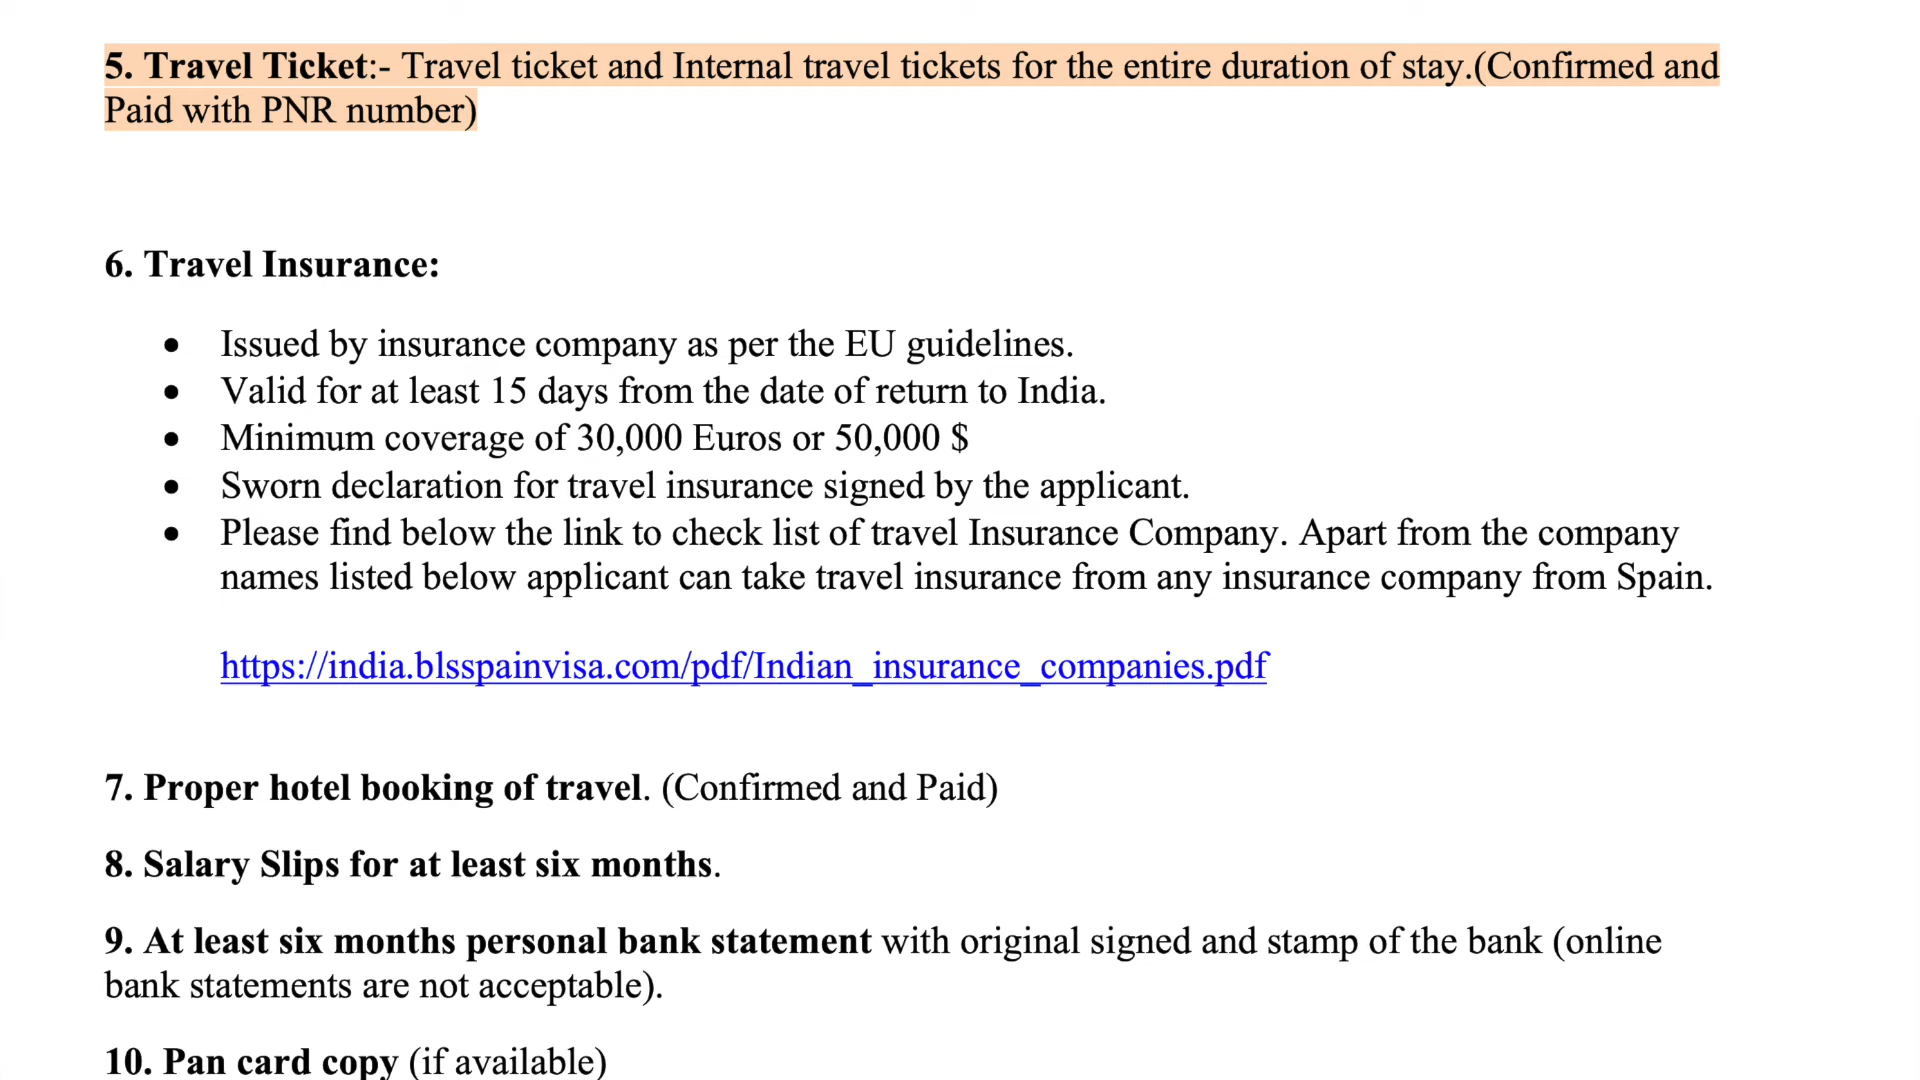 5. Travel Ticket:- Travel ticket and Internal travel tickets for the entire duration of stay.(Confirmed and
Paid with PNR number)
6. Travel Insurance:
• Issued by insurance company as per the EU guidelines.
• Valid for at least 15 days from the date of return to India.
• Minimum coverage of 30,000 Euros or 50,000 $
• Sworn declaration for travel insurance signed by the applicant.
• Please find below the link to check list of travel Insurance Company. Apart from the company
names listed below applicant can take travel insurance from any insurance company from Spain.
https://india.blsspainvisa.com/pdf/Indian_insurance_companies.pdf
7. Proper hotel booking of travel. (Confirmed and Paid)
8. Salary Slips for at least six months.
9. At least six months personal bank statement with original signed and stamp of the bank (online
bank statements are not acceptable).
10. Pan card copy (if available)